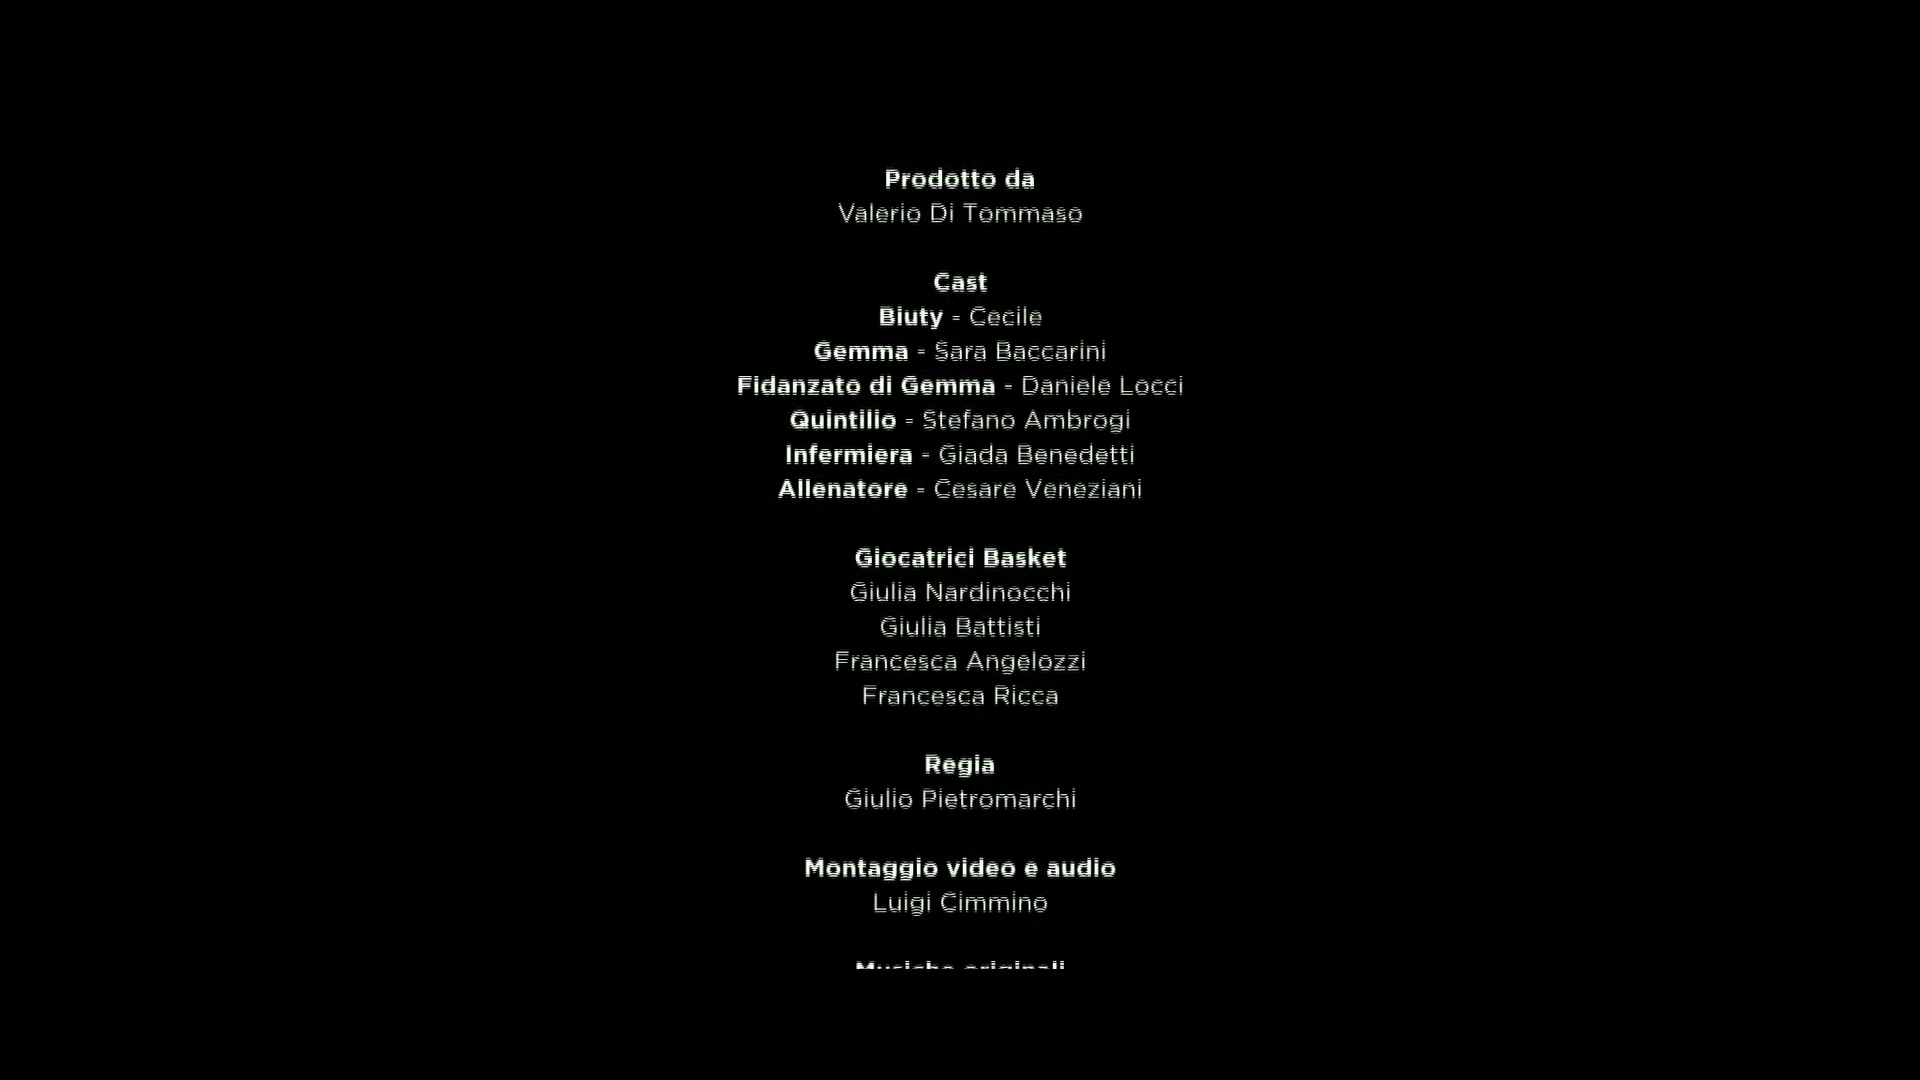 Prodotto da
Valerio Di Tommaso
Cast
Biuty - Cecile
Gemma - Sara Baccarini
Fidanzato di Gemma - Daniele Locci
Quintilio - Stefano Ambrogi
Infermiera - Giada Benedetti
Allenatore - Cesare Veneziani
Giocatrici Basket
Giulia Nardinocchi
Giulia Battisti
Francesca Angelozzi
Francesca Ricca
Regia
Giulio Pietromarchi
Montaggio video e audio
Luigi Cimmino
Musiche originali